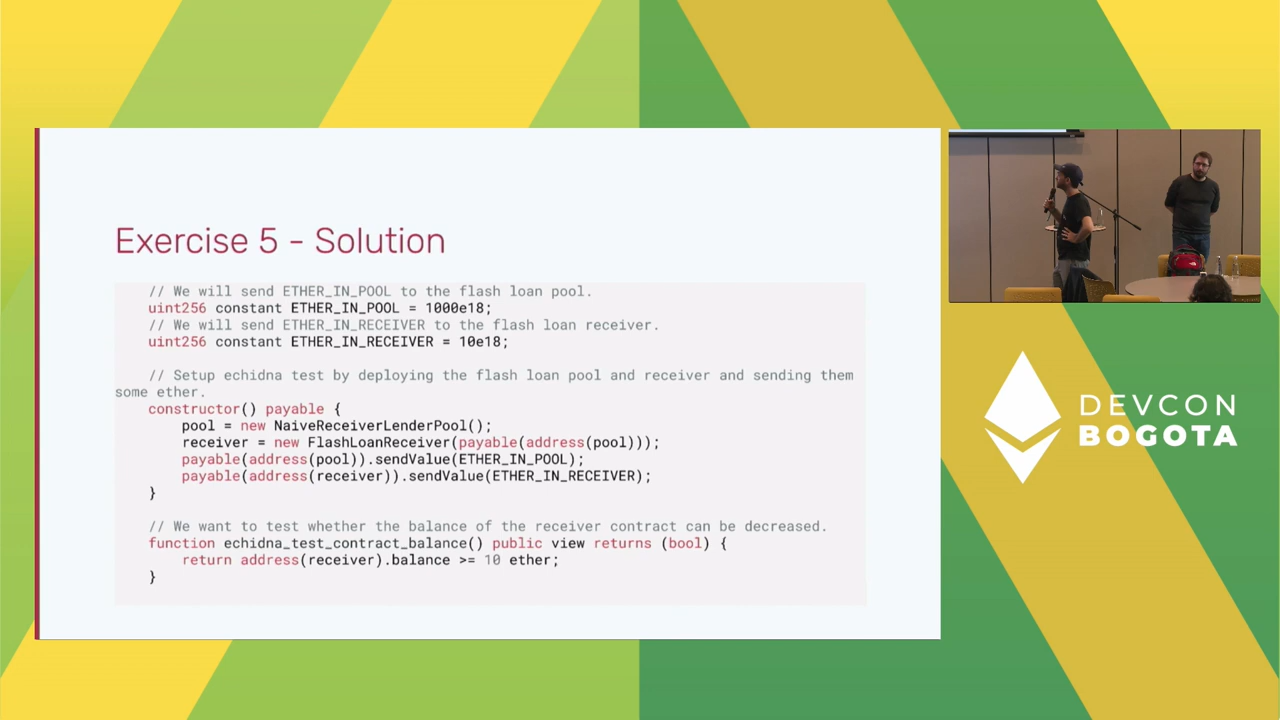 Exercise 5 - Solution
// We will send ETHER_IN_POOL to the flash loan pool.
uint256 constant ETHER_IN_POOL = 1000e18;
// We will send ETHER_IN_RECEIVER to the flash loan receiver.
uint256 constant ETHER_IN_RECEIVER = 10e18;
// Setup echidna test by deploying the flash loan pool and receiver and sending them
some ether.
constructor() payable {
pool = new NaiveReceiverLenderPool();
receiver = new FlashLoanReceiver(payable(address(pool)));
payable(address(pool)).sendValue(ETHER_IN_POOL);
payable(address(receiver)).sendValue(ETHER_IN_RECEIVER);
}
// We want to test whether the balance of the receiver contract can be decreased.
function echidna_test_contract_balance() public view returns (bool) {
return address(receiver).balance >= 10 ether;
}
DEVCON
BOGOTA